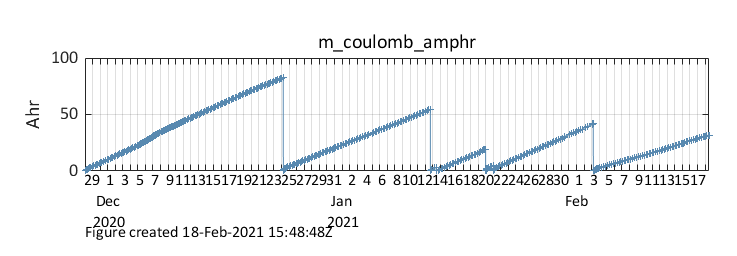 m_coulomb_amphr
100
Ahr
50
0
29 1 3 5 7 9 11 13 15 17 19 21 23 25 27 29 31 2 4 6 8 10 12 14 16 18 20 22 24 26 28 30 1 3 5 7 9 11 13 15 17
Dec Jan Feb
2020 2021
Figure created 18-Feb-2021 15:48:48Z